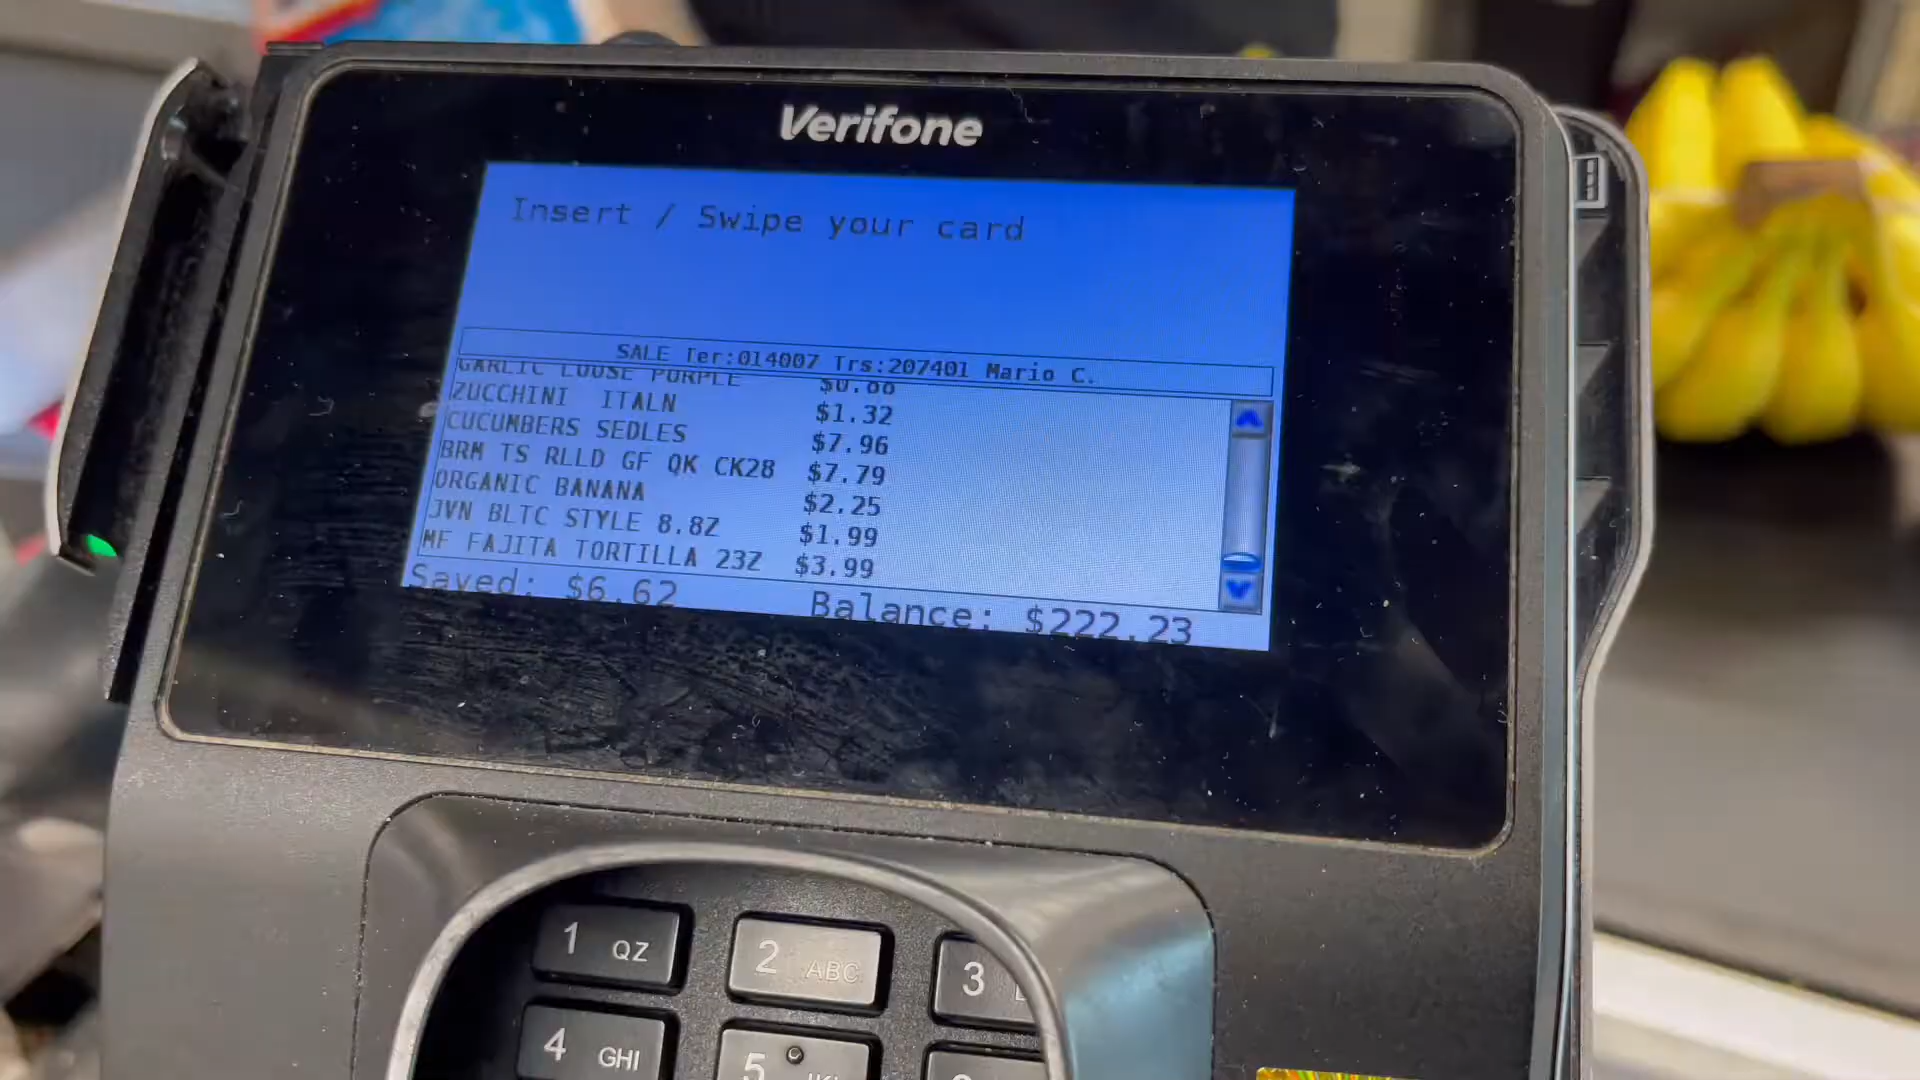 Verifone
Insert / Swipe your card
SALE Ter:014007 Trs:207401 Mario C.
GARLIC LOOSE PURPLE
ZUCCHINI ITALN $1.32
CUCUMBERS SEDLES $7.96
BRM TS RLLD GF QK CK28 $7.79
ORGANIC BANANA $2.25
JVN BLTC STYLE 8.8Z $1.99
MF FAJITA TORTILLA 23Z $3.99
Saved: $6.62 Balance: $222.23
1 QZ 2 ABC 3
4 GHI 5